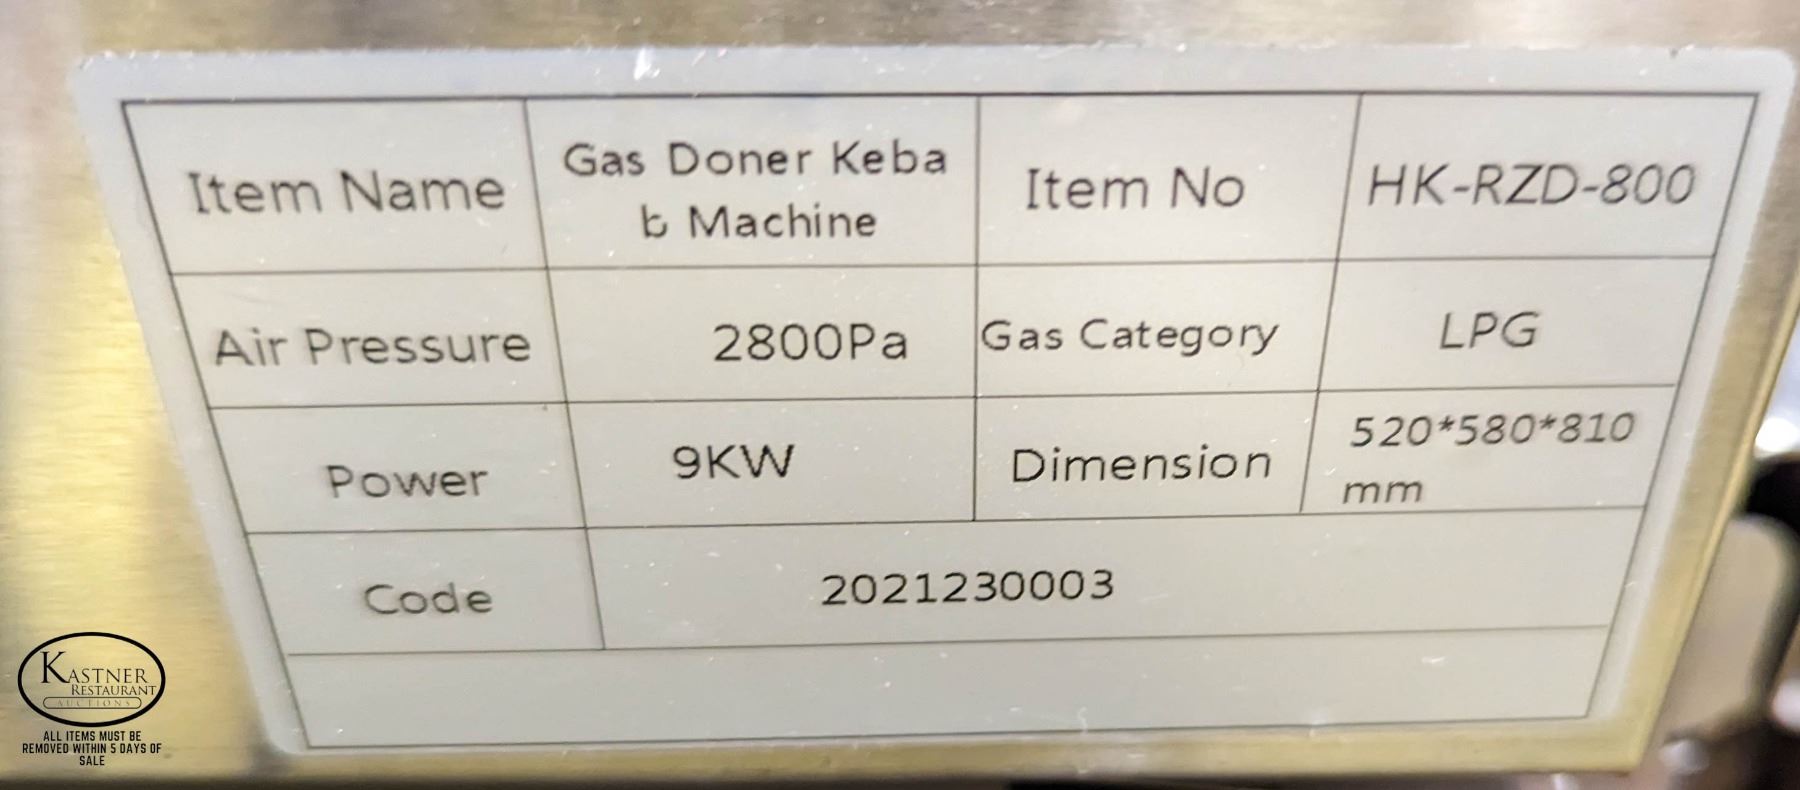 Item Name
Gas Doner Keba
b Machine
Item No
HK-RZD-800
Air Pressure
2800Pa
Gas Category
LPG
Power
9KW
Dimension
520*580*810
mm
Code
2021230003
KASTNER
RESTAURANT
AUCTIONS
ALL ITEMS MUST BE
REMOVED WITHIN 5 DAYS OF
SALE